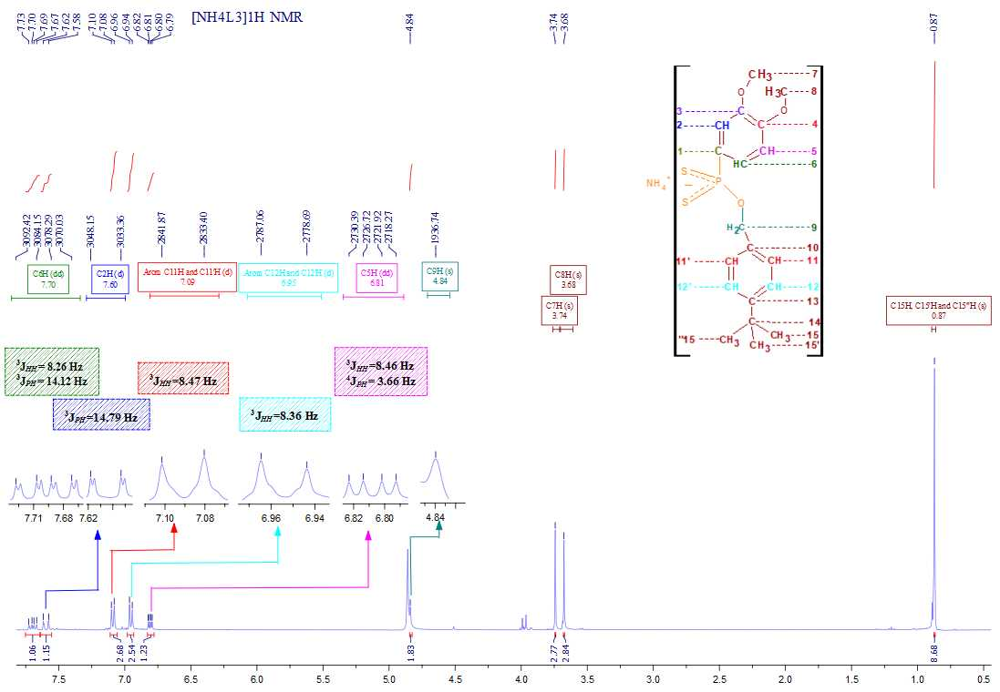 [NH4L3]1H NMR
7.73
7.70
7.69
7.67
7.62
7.58
7.10
7.08
6.96
6.94
6.82
6.81
6.80
6.79
4.84
3.74
3.68
0.87
CH3 7
H3C 8
O
O
3 C
2 CH
C 4
1 C
CH 5
HC 6
S
NH4+
P
S
O
H2C 9
C 10
11' CH
CH 11
12' CH
CH 12
C 13
C 14
CH3 15
"15 CH3
CH3 15'
3092.42
3084.15
3078.29
3070.03
3048.15
3033.36
2841.87
2833.40
2787.06
2778.69
2730.39
2726.72
2721.92
2718.27
1936.74
C6H (dd)
7.70
C2H (d)
7.60
Arom C11H and C11'H (d)
7.09
Arom C12H and C12'H (d)
6.95
C5H (dd)
6.81
C9H (s)
4.84
C8H (s)
3.68
C7H (s)
3.74
C15H, C15'H and C15"H (s)
0.87
3JHH = 8.26 Hz
3JPH = 14.12 Hz
3JPH=14.79 Hz
3JHH=8.47 Hz
3JHH=8.36 Hz
3JHH = 8.46 Hz
4JPH = 3.66 Hz
7.71 7.68 7.62
7.10 7.08
6.96 6.94
6.82 6.80
4.84
1.06
1.15
2.68
2.54
1.23
1.83
2.77
2.84
8.68
7.5 7.0 6.5 6.0 5.5 5.0 4.5 4.0 3.5 3.0 2.5 2.0 1.5 1.0 0.5